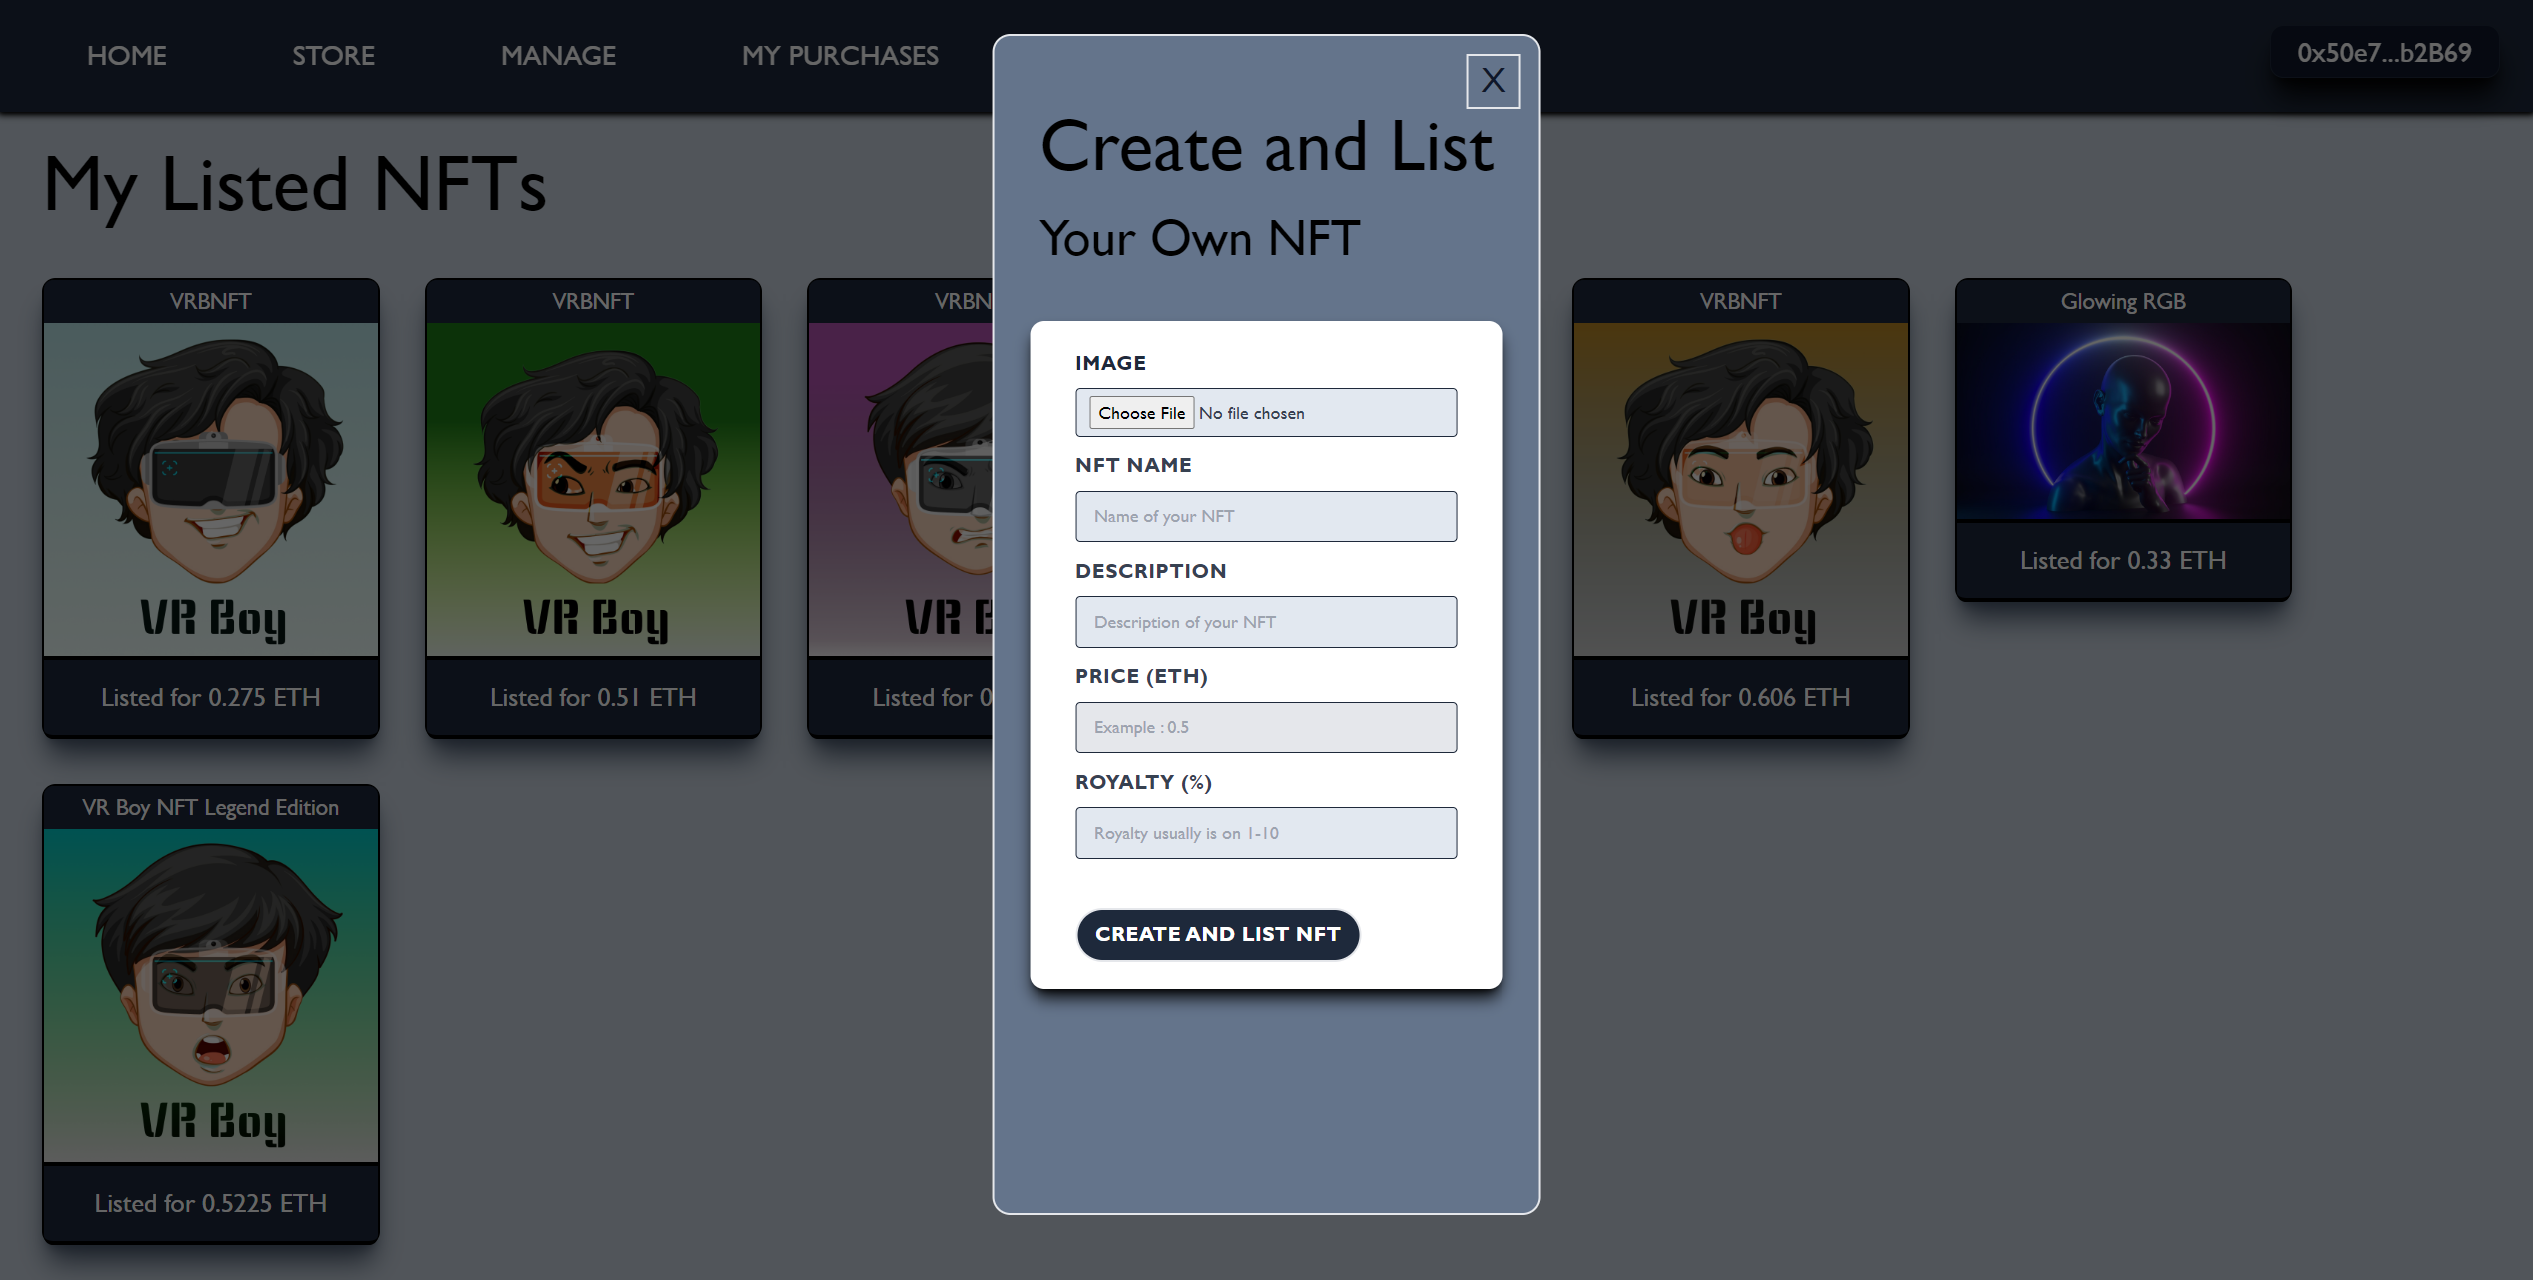 HOME STORE MANAGE MY PURCHASES 0x50e7...b2B69
My Listed NFTs
X
Create and List
Your Own NFT
IMAGE
Choose File No file chosen
NFT NAME
Name of your NFT
DESCRIPTION
Description of your NFT
PRICE (ETH)
Example : 0.5
ROYALTY (%)
Royalty usually is on 1-10
CREATE AND LIST NFT
VRBNFT
VR Boy
Listed for 0.275 ETH
VRBNFT
VR Boy
Listed for 0.51 ETH
VRBN
VR B
Listed for 0
VRBNFT
VR Boy
Listed for 0.606 ETH
Glowing RGB
Listed for 0.33 ETH
VR Boy NFT Legend Edition
VR Boy
Listed for 0.5225 ETH